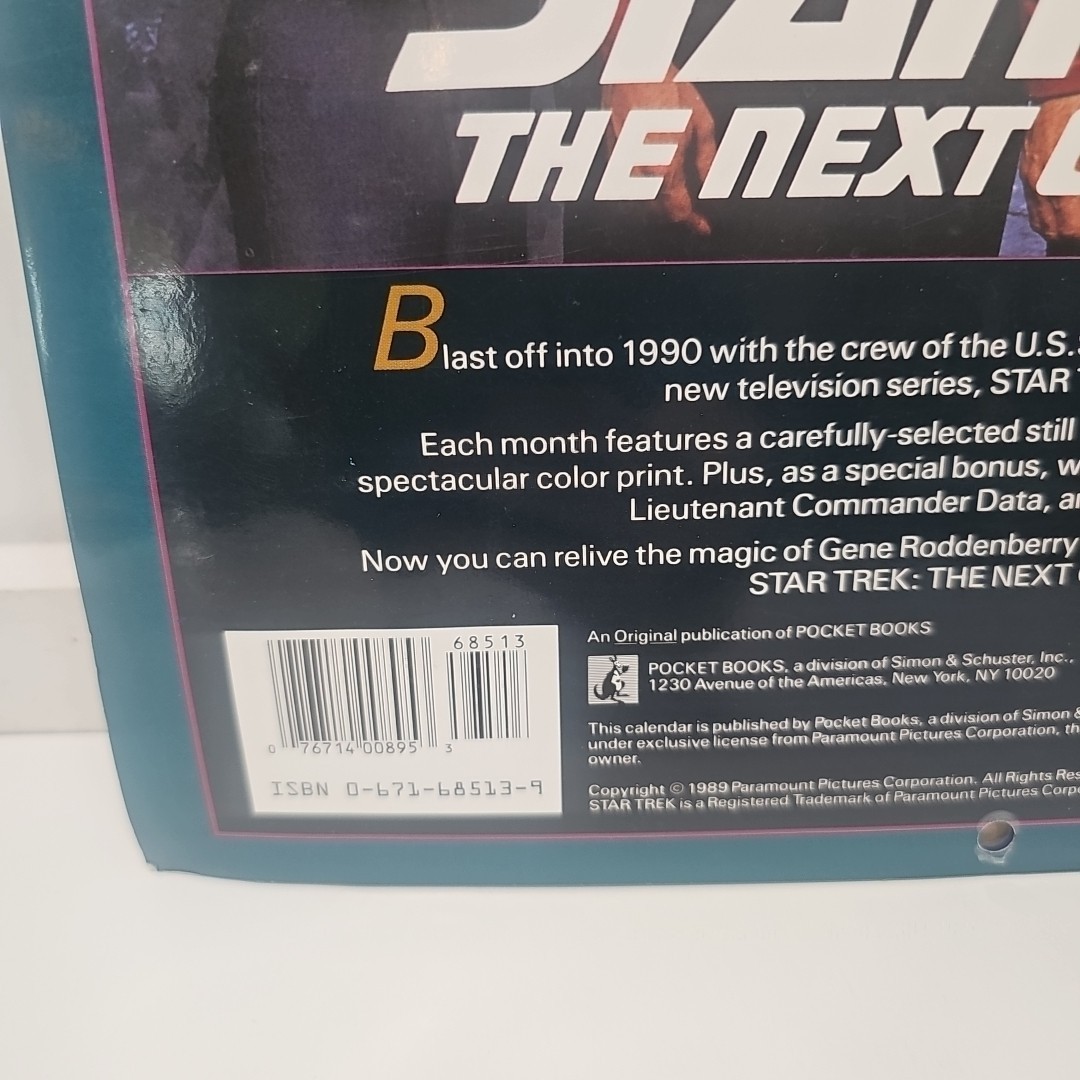 THE NEXT
Blast off into 1990 with the crew of the U.S.
new television series, STAR
Each month features a carefully-selected still
spectacular color print. Plus, as a special bonus,
Lieutenant Commander Data,
Now you can relive the magic of Gene Roddenberry
STAR TREK: THE NEXT
68513
0 76714 00895 3
ISBN 0-671-68513-9
An Original publication of POCKET BOOKS
POCKET BOOKS, a division of Simon & Schuster, Inc.,
1230 Avenue of the Americas, New York, NY 10020
This calendar is published by Pocket Books, a division of Simon &
under exclusive license from Paramount Pictures Corporation,
owner.
Copyright © 1989 Paramount Pictures Corporation. All Rights
STAR TREK is a Registered Trademark of Paramount Pictures